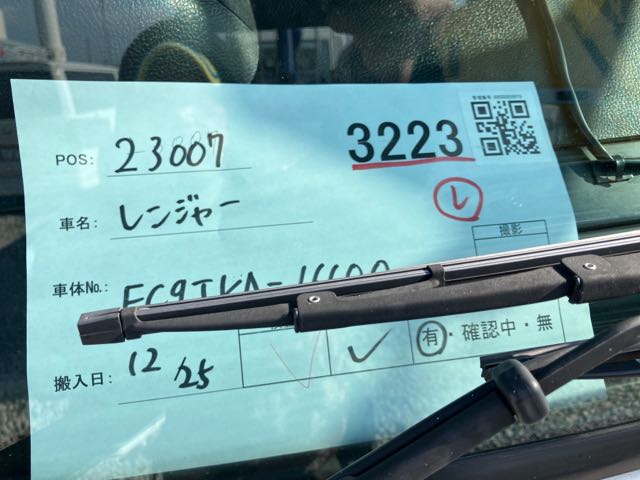 POS: 23007
3223
車名: レンジャー
レ
撮影
車体No.:
有・確認中・無
搬入日: 12/25